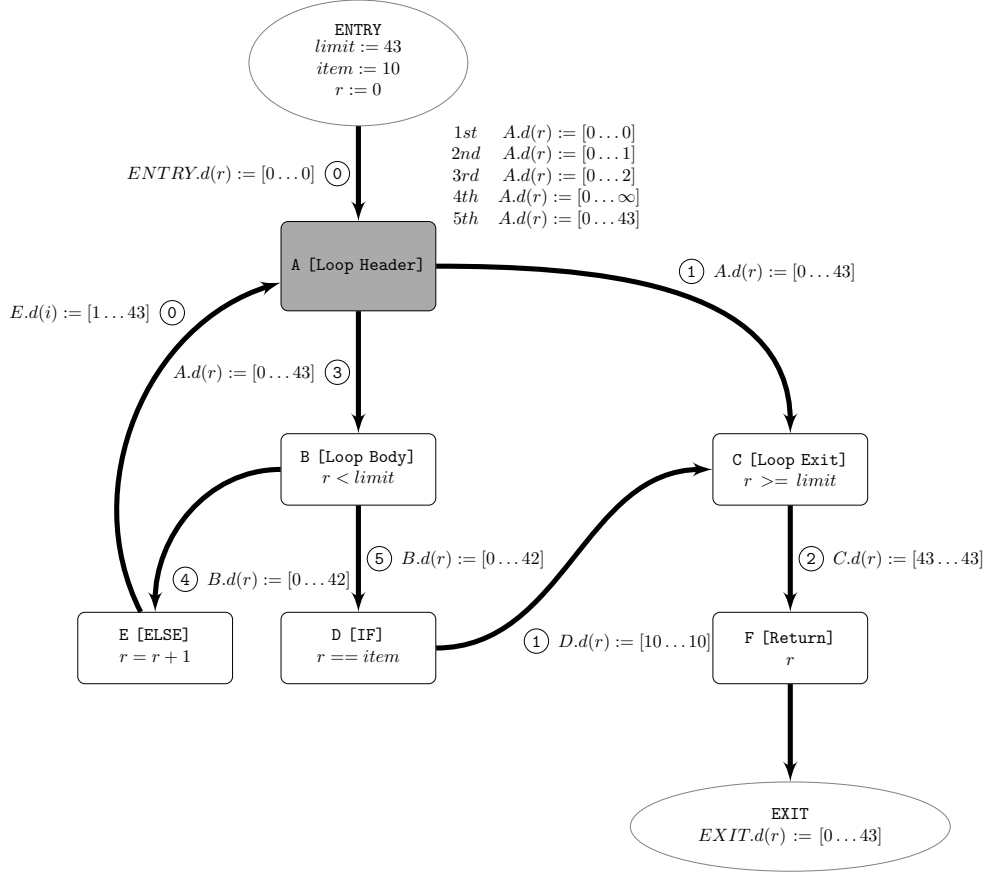 ENTRY
limit := 43
item := 10
r := 0
1st A.d(r) := [0...0]
2nd A.d(r) := [0...1]
3rd A.d(r) := [0...2]
4th A.d(r) := [0...∞]
5th A.d(r) := [0...43]
ENTRY.d(r) := [0...0] 0
A [Loop Header]
1 A.d(r) := [0...43]
E.d(i) := [1...43] 0
A.d(r) := [0...43] 3
B [Loop Body]
r < limit
C [Loop Exit]
r >= limit
5 B.d(r) := [0...42]
2 C.d(r) := [43...43]
4 B.d(r) := [0...42]
E [ELSE]
r = r + 1
D [IF]
r == item
1 D.d(r) := [10...10]
F [Return]
r
EXIT
EXIT.d(r) := [0...43]